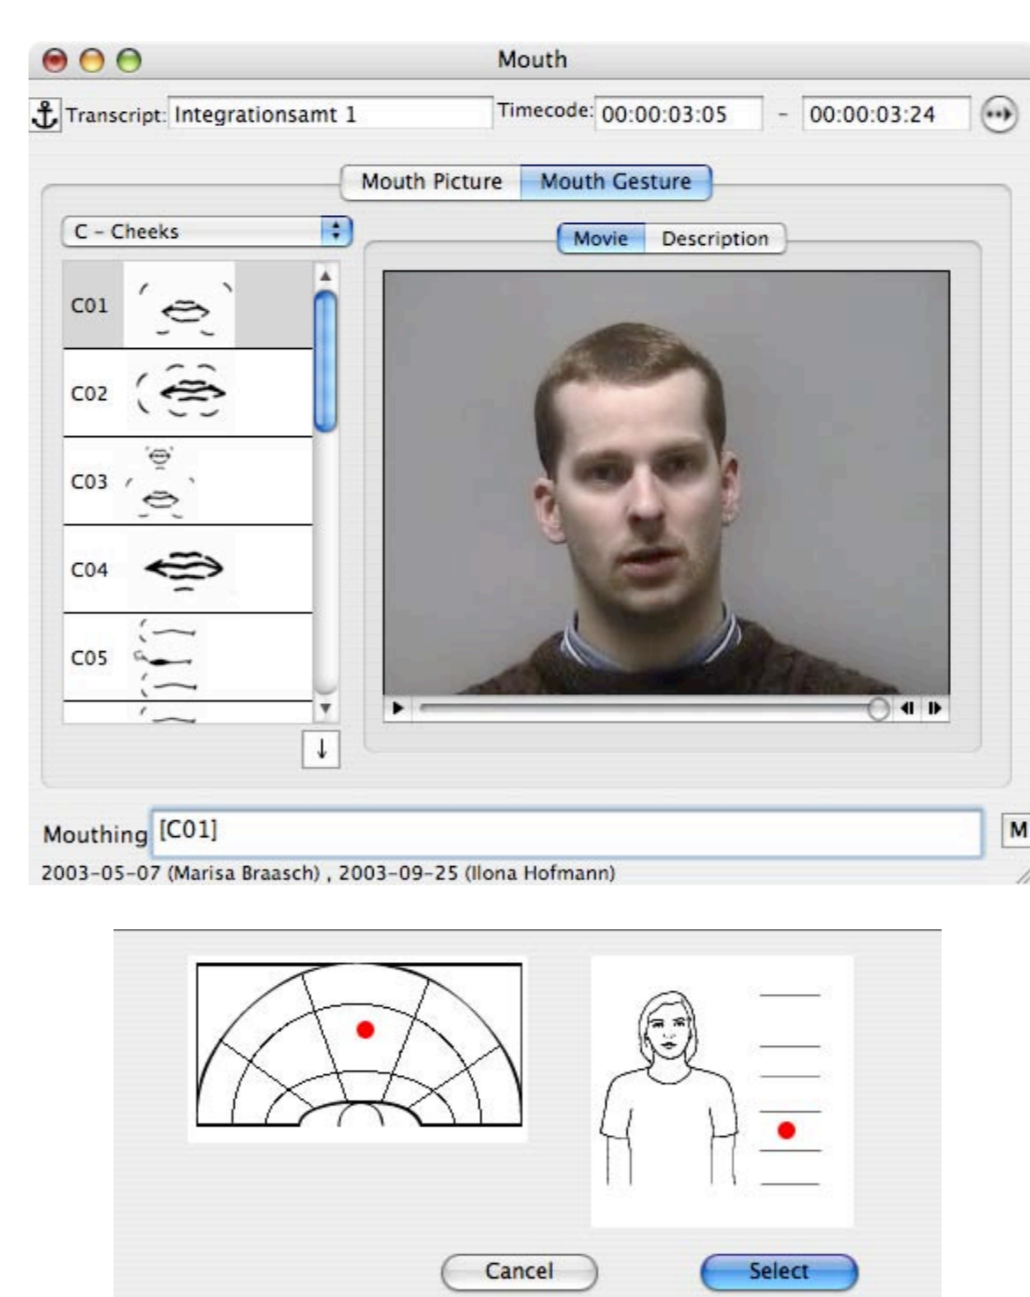 Mouth
Transcript: Integrationsamt 1 Timecode: 00:00:03:05 - 00:00:03:24
Mouth Picture Mouth Gesture
C - Cheeks
Movie Description
C01
C02
C03
C04
C05
Mouthing [C01] M
2003-05-07 (Marisa Braasch) , 2003-09-25 (Ilona Hofmann)
Cancel Select